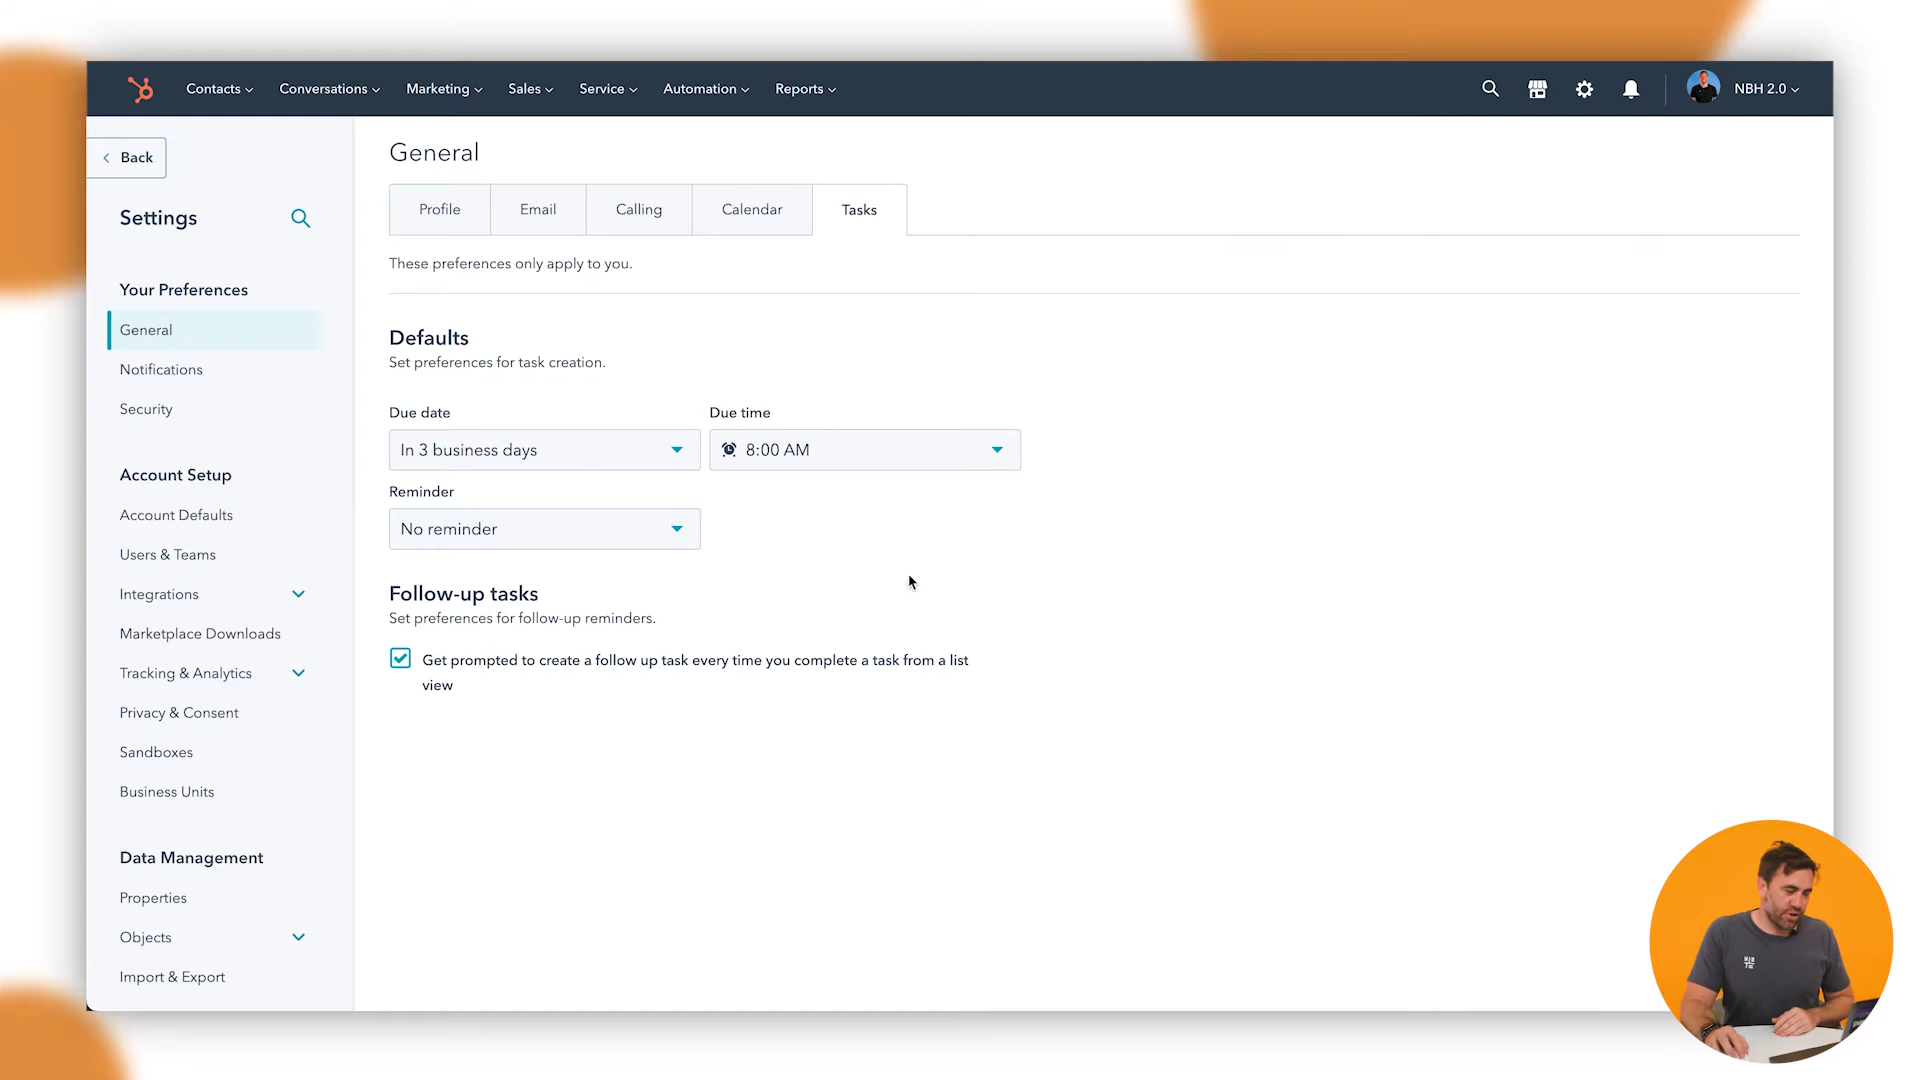 Contacts
Conversations
Marketing
Sales
Service
Automation
Reports
NBH 2.0
Back
Settings
Your Preferences
General
Notifications
Security
Account Setup
Account Defaults
Users & Teams
Integrations
Marketplace Downloads
Tracking & Analytics
Privacy & Consent
Sandboxes
Business Units
Data Management
Properties
Objects
Import & Export
General
Profile
Email
Calling
Calendar
Tasks
These preferences only apply to you.
Defaults
Set preferences for task creation.
Due date
Due time
In 3 business days
8:00 AM
Reminder
No reminder
Follow-up tasks
Set preferences for follow-up reminders.
Get prompted to create a follow up task every time you complete a task from a list
view